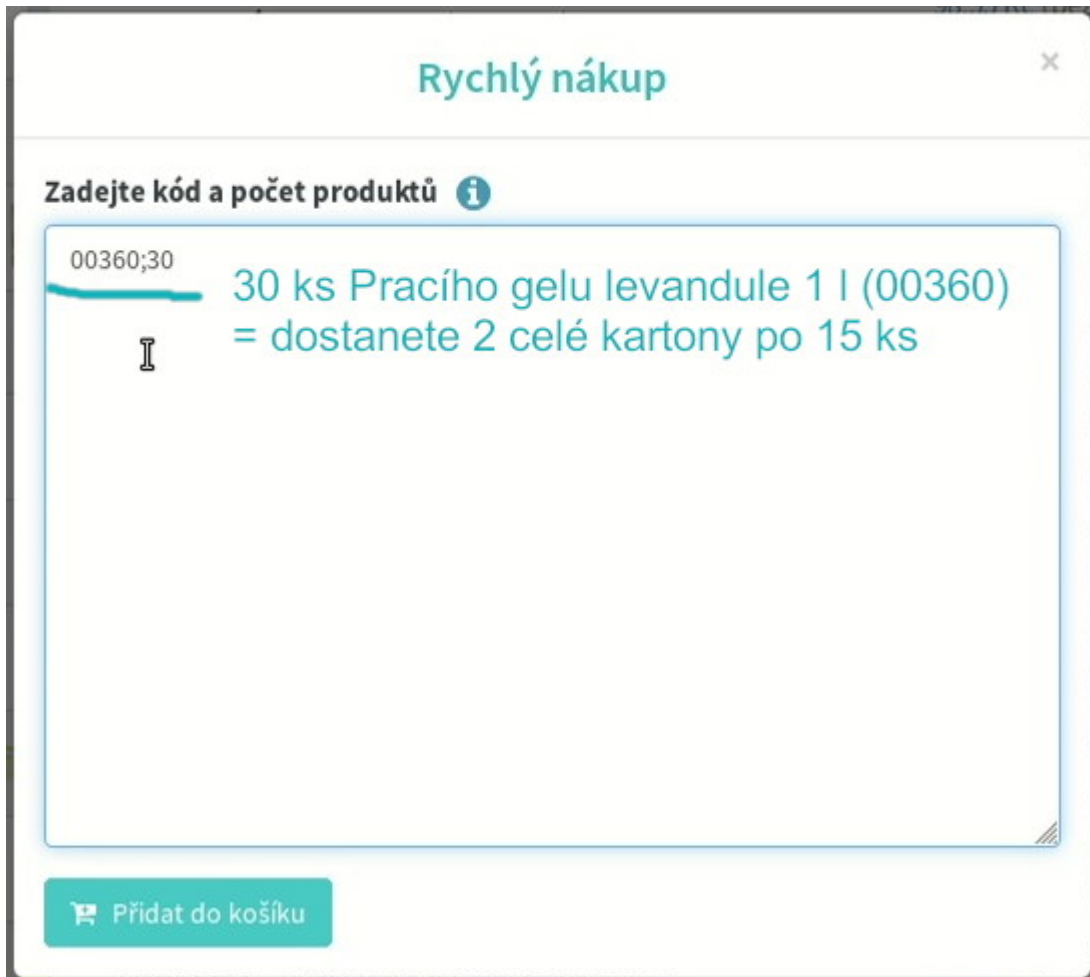 Rychlý nákup
×
Zadejte kód a počet produktů
00360;30
30 ks Pracího gelu levandule 1 l (00360)
= dostanete 2 celé kartony po 15 ks
Přidat do košíku